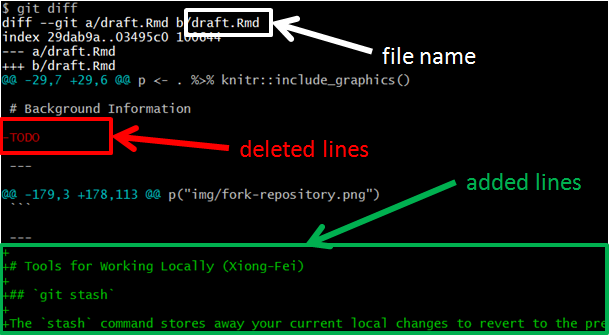 $ git diff
diff --git a/draft.Rmd b/draft.Rmd
index 29dab9a..03495c0 100644
--- a/draft.Rmd
+++ b/draft.Rmd
file name
@@ -29,7 +29,6 @@ p <- . %>% knitr::include_graphics()
# Background Information
-TODO
deleted lines
---
added lines
@@ -179,3 +178,113 @@ p("img/fork-repository.png")
```
---
+
+# Tools for Working Locally (Xiong-Fei)
+
+## `git stash`
+
+The `stash` command stores away your current local changes to revert to the pre